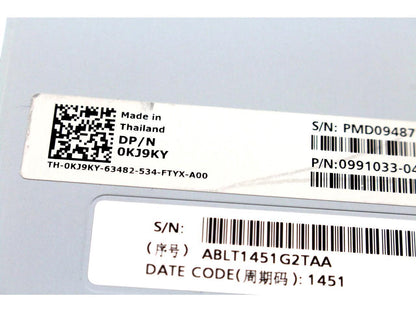 Made in
Thailand
DP/N
0KJ9KY
TH-0KJ9KY-63482-534-FTYX-A00
S/N: PMD09487
P/N:0991033-04
S/N:
(序号) ABLT1451G2TAA
DATE CODE(周期码): 1451